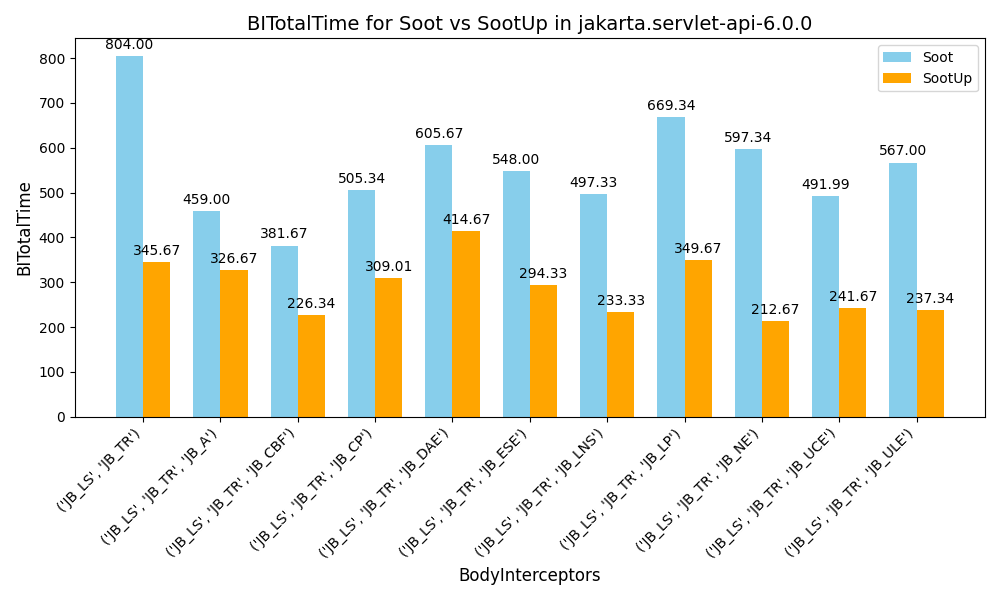 BITotalTime for Soot vs SootUp in jakarta.servlet-api-6.0.0
Soot
SootUp
BITotalTime
800
700
600
500
400
300
200
100
0
804.00
345.67
459.00
326.67
381.67
226.34
505.34
309.01
605.67
414.67
548.00
294.33
497.33
233.33
669.34
349.67
597.34
212.67
491.99
241.67
567.00
237.34
('JB_LS', 'JB_TR')
('JB_LS', 'JB_TR', 'JB_A')
('JB_LS', 'JB_TR', 'JB_CBF')
('JB_LS', 'JB_TR', 'JB_CP')
('JB_LS', 'JB_TR', 'JB_DAE')
('JB_LS', 'JB_TR', 'JB_ESE')
('JB_LS', 'JB_TR', 'JB_LNS')
('JB_LS', 'JB_TR', 'JB_LP')
('JB_LS', 'JB_TR', 'JB_NE')
('JB_LS', 'JB_TR', 'JB_UCE')
('JB_LS', 'JB_TR', 'JB_ULE')
BodyInterceptors